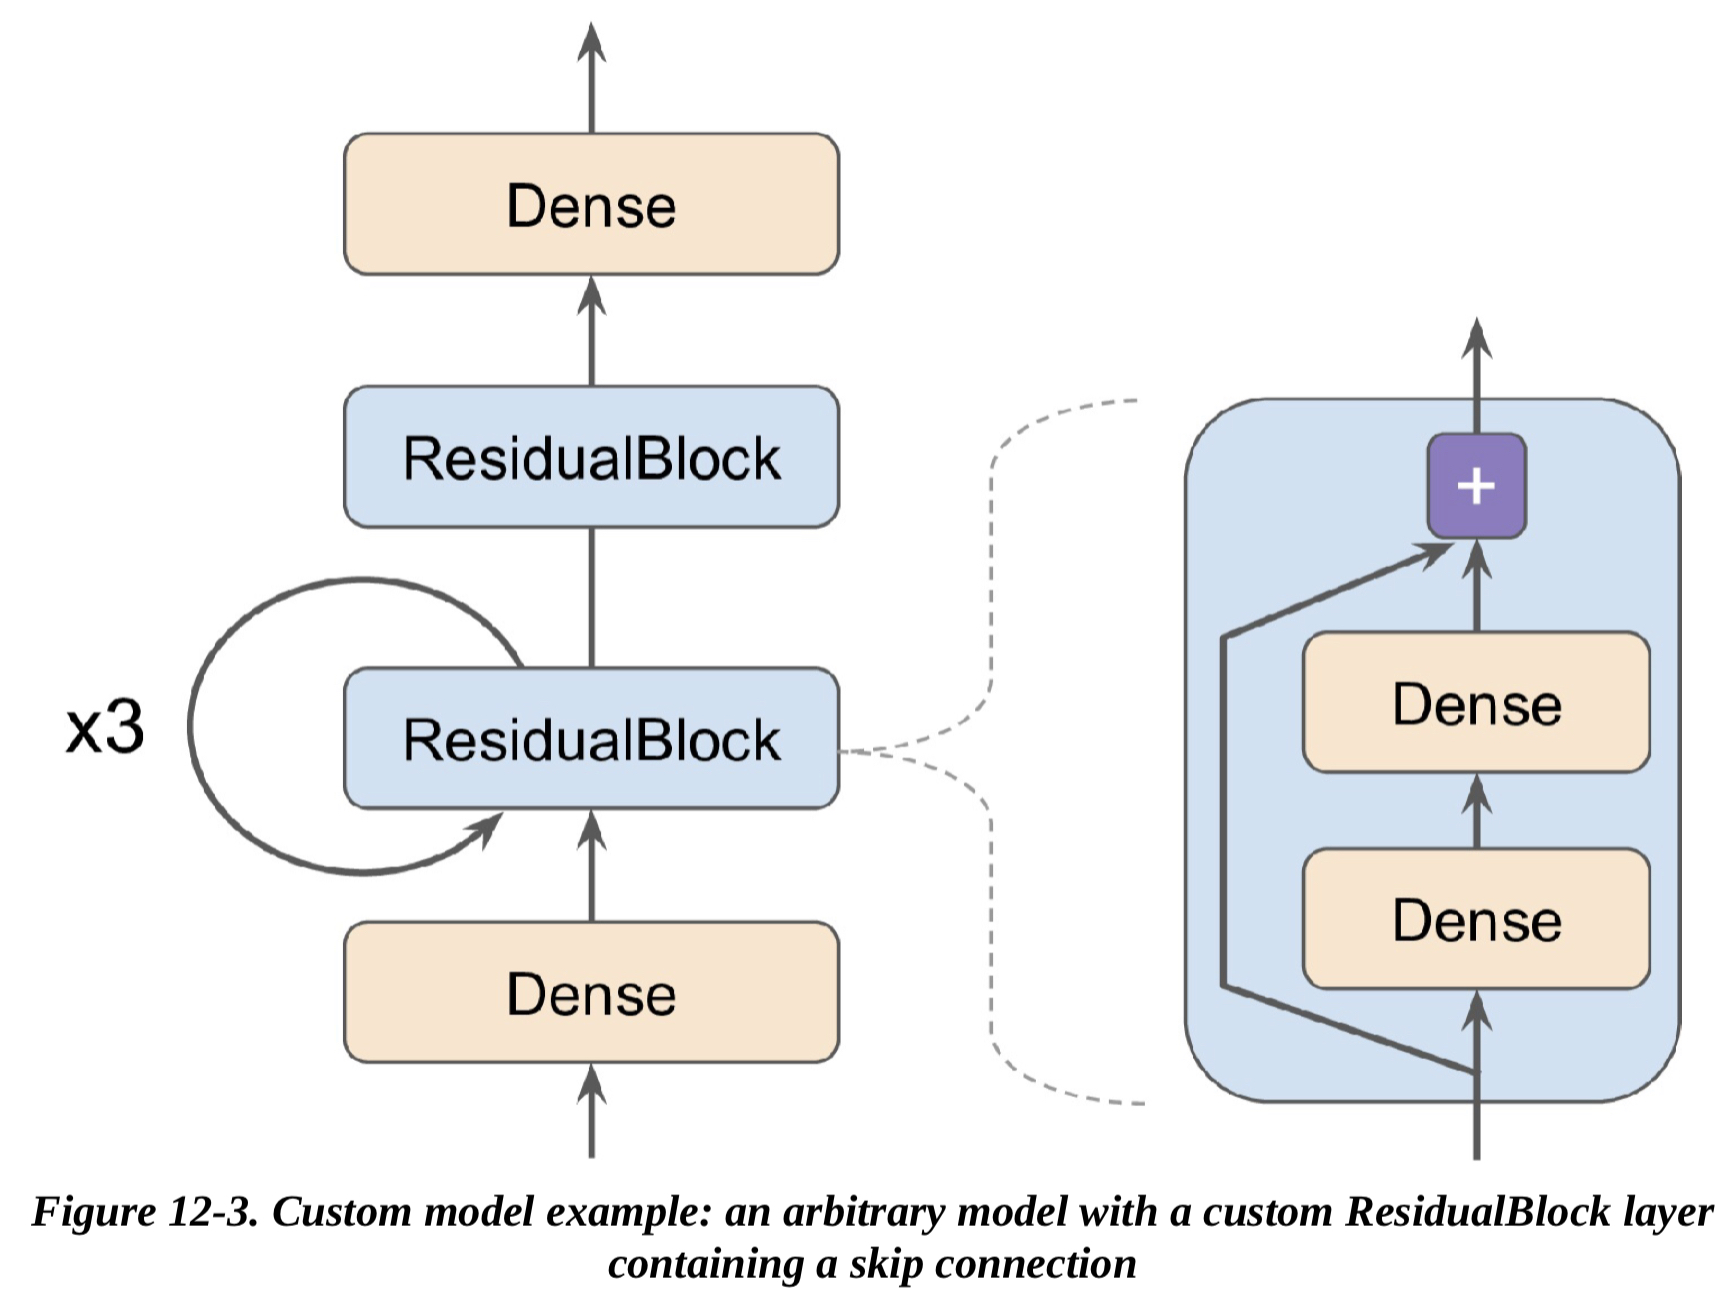 Dense
ResidualBlock
+
x3
ResidualBlock
Dense
Dense
Dense
Figure 12-3. Custom model example: an arbitrary model with a custom ResidualBlock layer
containing a skip connection